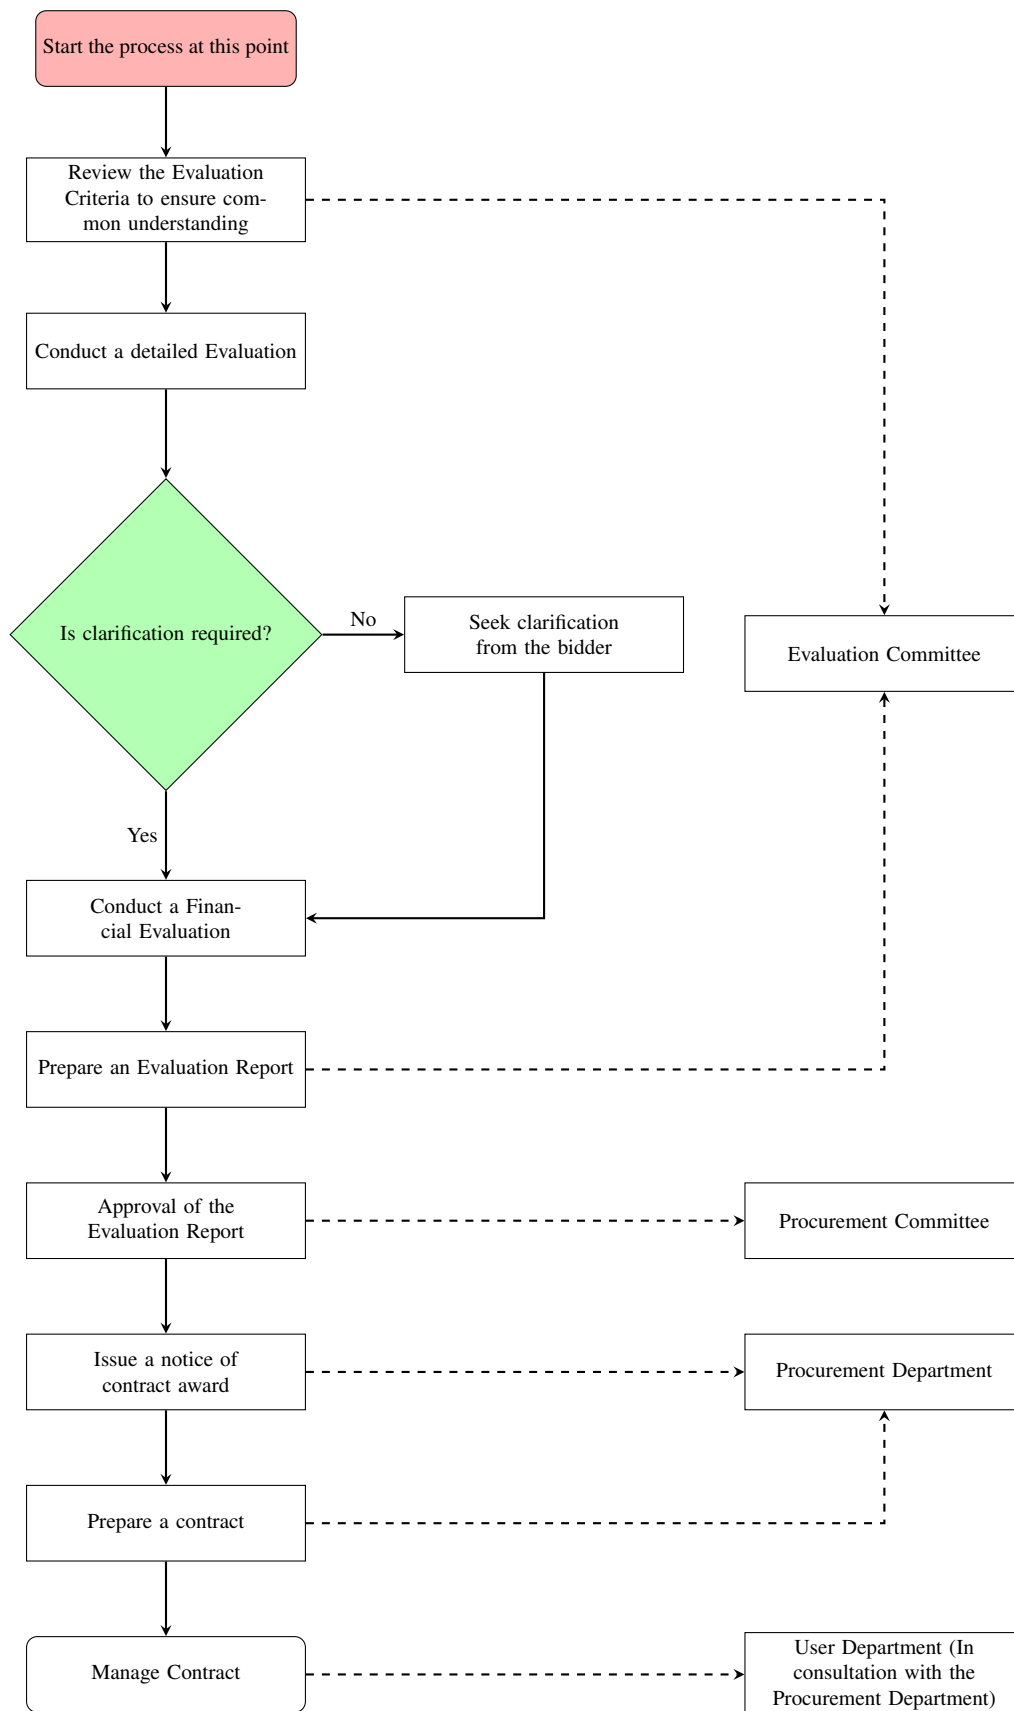 Start the process at this point
Review the Evaluation
Criteria to ensure com-
mon understanding
Conduct a detailed Evaluation
Is clarification required?
No
Seek clarification
from the bidder
Evaluation Committee
Yes
Conduct a Finan-
cial Evaluation
Prepare an Evaluation Report
Approval of the
Evaluation Report
Procurement Committee
Issue a notice of
contract award
Procurement Department
Prepare a contract
Manage Contract
User Department (In
consultation with the
Procurement Department)